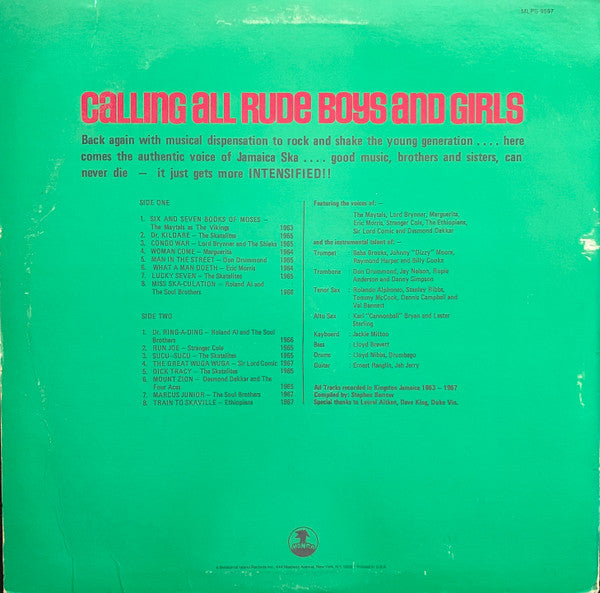 MLPS 9597
CALLING ALL RUDE BOYS AND GIRLS
Back again with musical dispensation to rock and shake the young generation .... here
comes the authentic voice of Jamaica Ska .... good music, brothers and sisters, can
never die — it just gets more INTENSIFIED!!
SIDE ONE
1. SIX AND SEVEN BOOKS OF MOSES —
The Maytals as The Vikings 1963
2. Dr. KILDARE — The Skatalites 1965
3. CONGO WAR — Lord Brynner and The Shieks 1965
4. WOMAN COME — Marguerita 1964
5. MAN IN THE STREET — Don Drummond 1965
6. WHAT A MAN DOETH — Eric Morris 1964
7. LUCKY SEVEN — The Skatalites 1965
8. MISS SKA-CULATION — Roland Al and
The Soul Brothers 1966
SIDE TWO
1. Dr. RING-A-DING — Roland Al and The Soul
Brothers 1966
2. RUN JOE — Stranger Cole 1965
3. SUCU-SUCU — The Skatalites 1965
4. THE GREAT WUGA WUGA — Sir Lord Comic 1967
5. DICK TRACY — The Skatalites 1965
6. MOUNT ZION — Desmond Dekkar and The
Four Aces 1965
7. MARCUS JUNIOR — The Soul Brothers 1967
8. TRAIN TO SKAVILLE — Ethiopians 1967
Featuring the voices of: —
The Maytals, Lord Brynner, Marguerita,
Eric Morris, Stranger Cole, The Ethiopians,
Sir Lord Comic and Desmond Dekkar
and the instrumental talent of: —
Trumpet : Baba Brooks, Johnny "Dizzy" Moore,
Raymond Harper and Billy Cooke
Trombone : Don Drummond, Jay Nelson, Rupie
Anderson and Danny Simpson
Tenor Sax : Rolando Alphonso, Stanley Ribbs,
Tommy McCook, Dennis Campbell and
Val Bennett
Alto Sax : Karl "Cannonball" Bryan and Lester
Sterling
Keyboard : Jackie Mittoo
Bass : Lloyd Brevett
Drums : Lloyd Nibbs, Drumbago
Guitar : Ernest Ranglin, Jah Jerry
All Tracks recorded in Kingston Jamaica 1963 — 1967
Compiled by: Stephen Barrow
Special thanks to Laurel Aitken, Dave King, Duke Vin.
MANGO
A Division of Island Records Inc., 444 Madison Avenue, New York, N.Y. Printed in U.S.A.